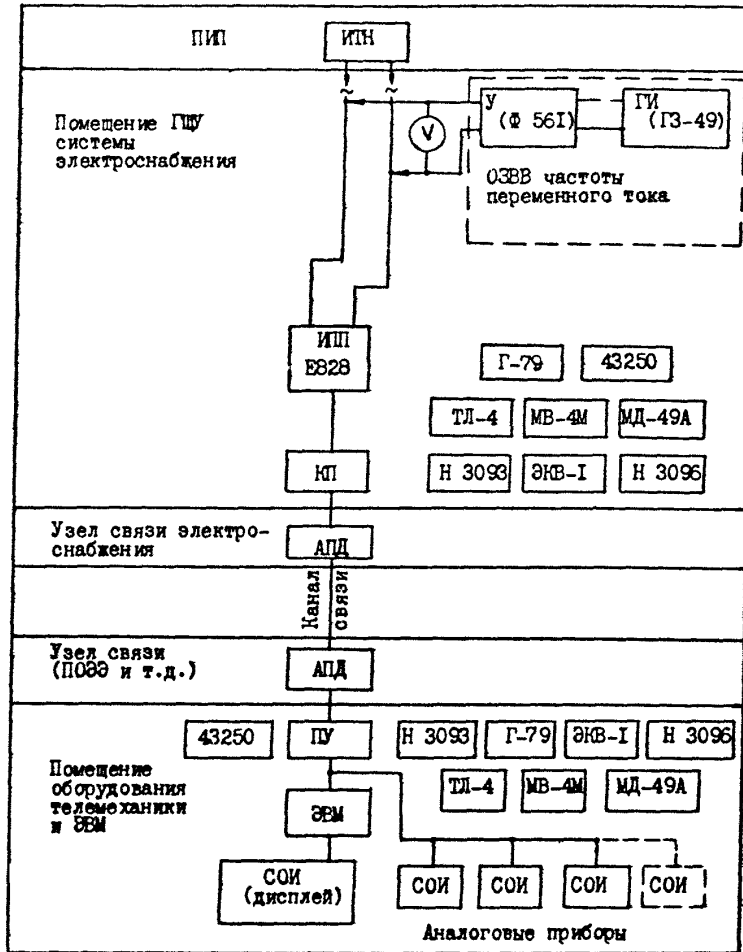 ПИП
ИТН
~ ~
Помещение ГЩУ
системы
электроснабжения
V
У
(Ф 56I)
ГИ
(ГЗ-49)
ОЗВВ частоты
переменного тока
ИПП
Е828
Г-79
43250
ТЛ-4
МВ-4М
МД-49А
КП
Н 3093
ЭКВ-I
Н 3096
Узел связи электро-
снабжения
АПД
Канал
связи
Узел связи
(ПОЭЭ и т.д.)
АПД
43250
ПУ
Н 3093
Г-79
ЭКВ-I
Н 3096
Помещение
оборудования
телемеханики
и ЭВМ
ТЛ-4
МВ-4М
МД-49А
ЭВМ
СОИ
(дисплей)
СОИ
СОИ
СОИ
СОИ
Аналоговые приборы